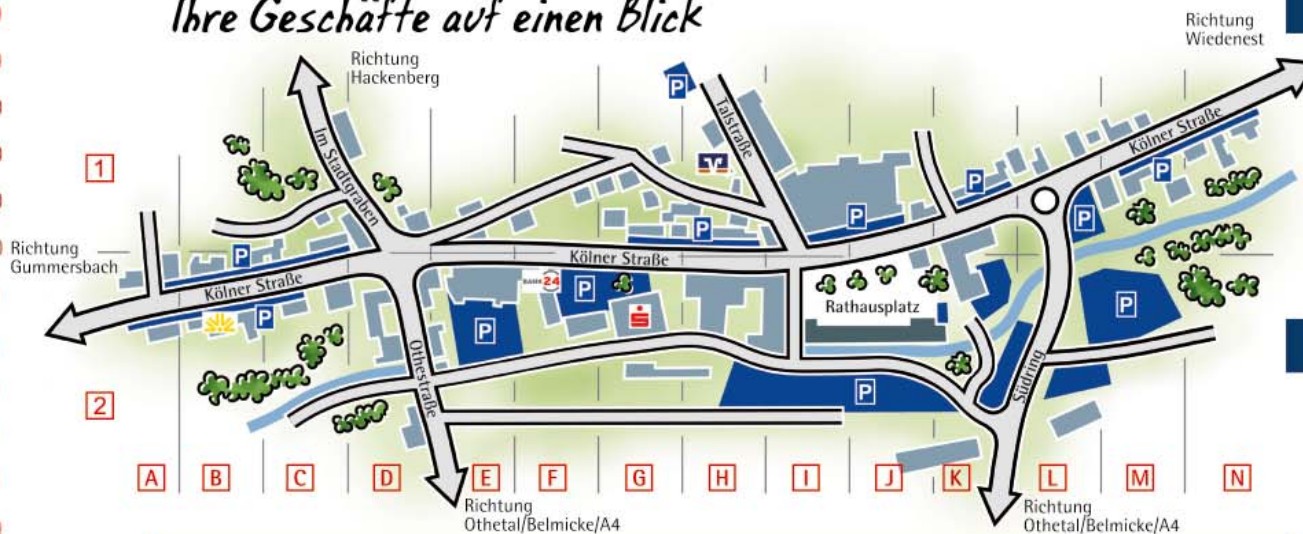 Ihre Geschäfte auf einen Blick
Richtung
Wiedenest
Richtung
Hackenberg
P
Talstraße
Kölner Straße
Im Stadtgraben
1
P
P
P
P
P
P
Richtung
Gummersbach
Kölner Straße
Kölner Straße
BANK 24
P
Rathausplatz
P
P
P
Othestraße
Südring
2
P
A
B
C
D
E
F
G
H
I
J
K
L
M
N
Richtung
Othetal/Belmicke/A4
Richtung
Othetal/Belmicke/A4